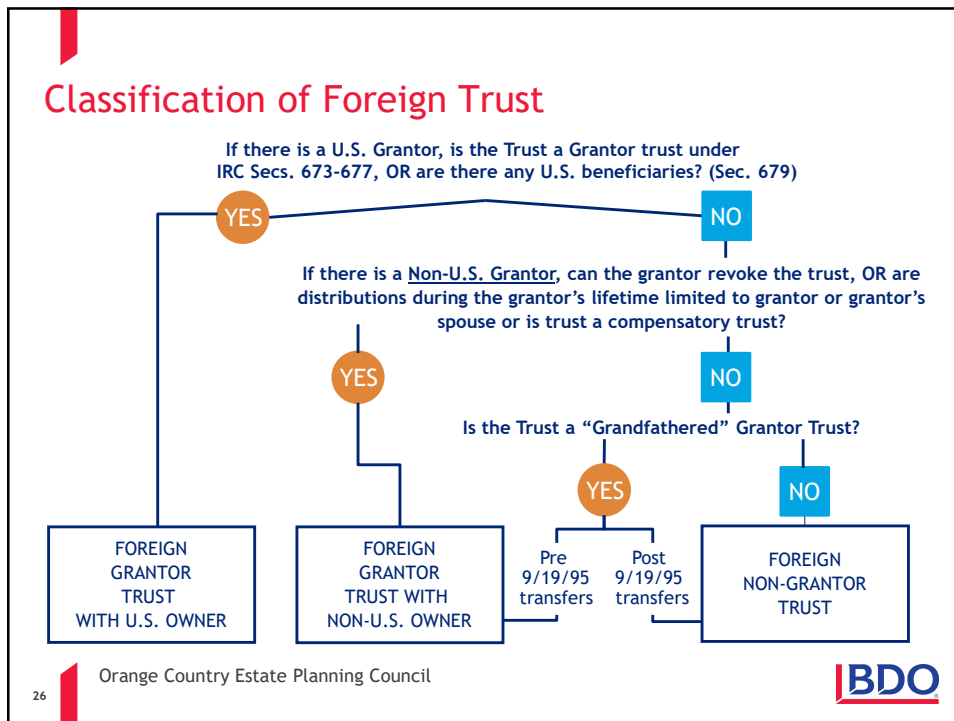 Classification of Foreign Trust
If there is a U.S. Grantor, is the Trust a Grantor trust under
IRC Secs. 673-677, OR are there any U.S. beneficiaries? (Sec. 679)
YES
NO
If there is a Non-U.S. Grantor, can the grantor revoke the trust, OR are
distributions during the grantor's lifetime limited to grantor or grantor's
spouse or is trust a compensatory trust?
YES
NO
Is the Trust a “Grandfathered” Grantor Trust?
YES
NO
FOREIGN
GRANTOR
TRUST
WITH U.S. OWNER
FOREIGN
GRANTOR
TRUST WITH
NON-U.S. OWNER
Pre
9/19/95
transfers
Post
9/19/95
transfers
FOREIGN
NON-GRANTOR
TRUST
Orange Country Estate Planning Council
26
BDO